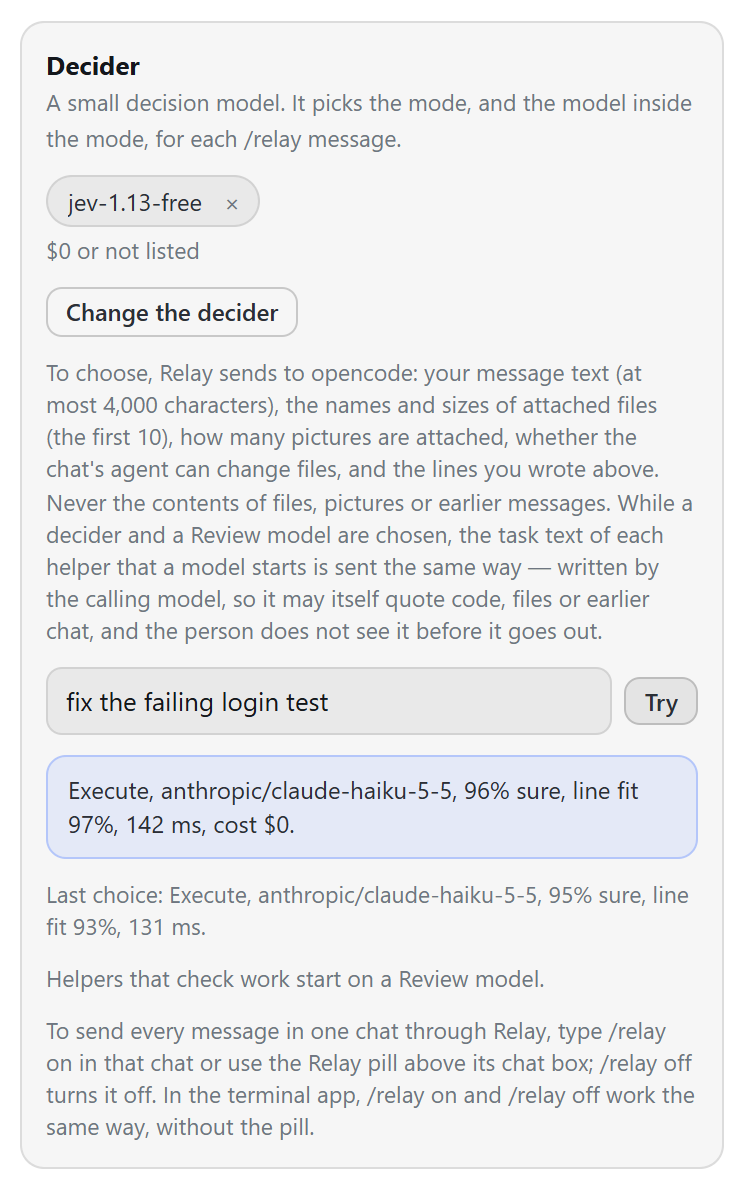 Decider
A small decision model. It picks the mode, and the model inside
the mode, for each /relay message.
jev-1.13-free ×
$0 or not listed
Change the decider
To choose, Relay sends to opencode: your message text (at
most 4,000 characters), the names and sizes of attached files
(the first 10), how many pictures are attached, whether the
chat's agent can change files, and the lines you wrote above.
Never the contents of files, pictures or earlier messages. While a
decider and a Review model are chosen, the task text of each
helper that a model starts is sent the same way — written by
the calling model, so it may itself quote code, files or earlier
chat, and the person does not see it before it goes out.
fix the failing login test
Try
Execute, anthropic/claude-haiku-5-5, 96% sure, line fit
97%, 142 ms, cost $0.
Last choice: Execute, anthropic/claude-haiku-5-5, 95% sure, line
fit 93%, 131 ms.
Helpers that check work start on a Review model.
To send every message in one chat through Relay, type /relay
on in that chat or use the Relay pill above its chat box; /relay off
turns it off. In the terminal app, /relay on and /relay off work the
same way, without the pill.